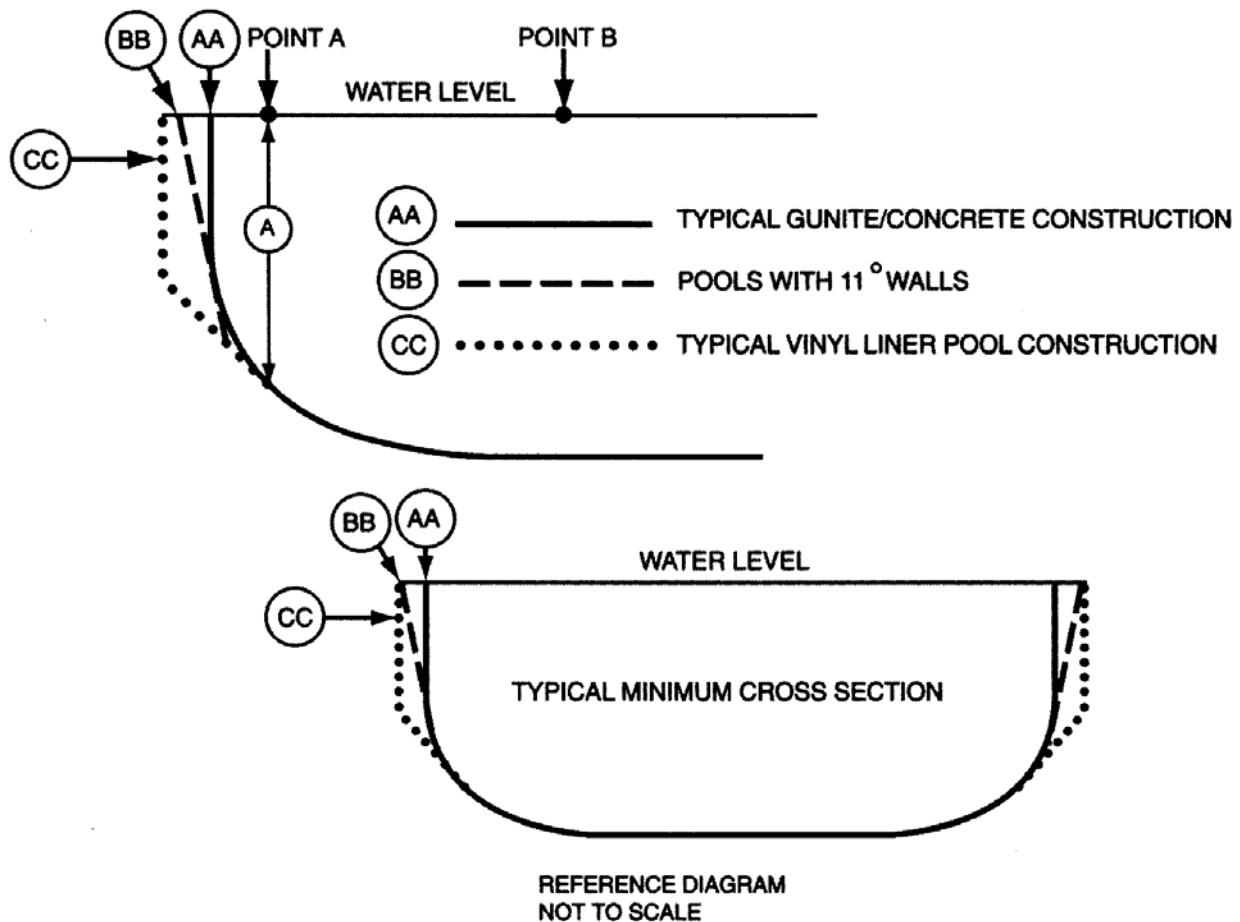 BB AA POINT A POINT B
WATER LEVEL
CC
AA TYPICAL GUNITE/CONCRETE CONSTRUCTION
A
BB POOLS WITH 11° WALLS
CC TYPICAL VINYL LINER POOL CONSTRUCTION
BB AA
WATER LEVEL
CC
TYPICAL MINIMUM CROSS SECTION
REFERENCE DIAGRAM
NOT TO SCALE